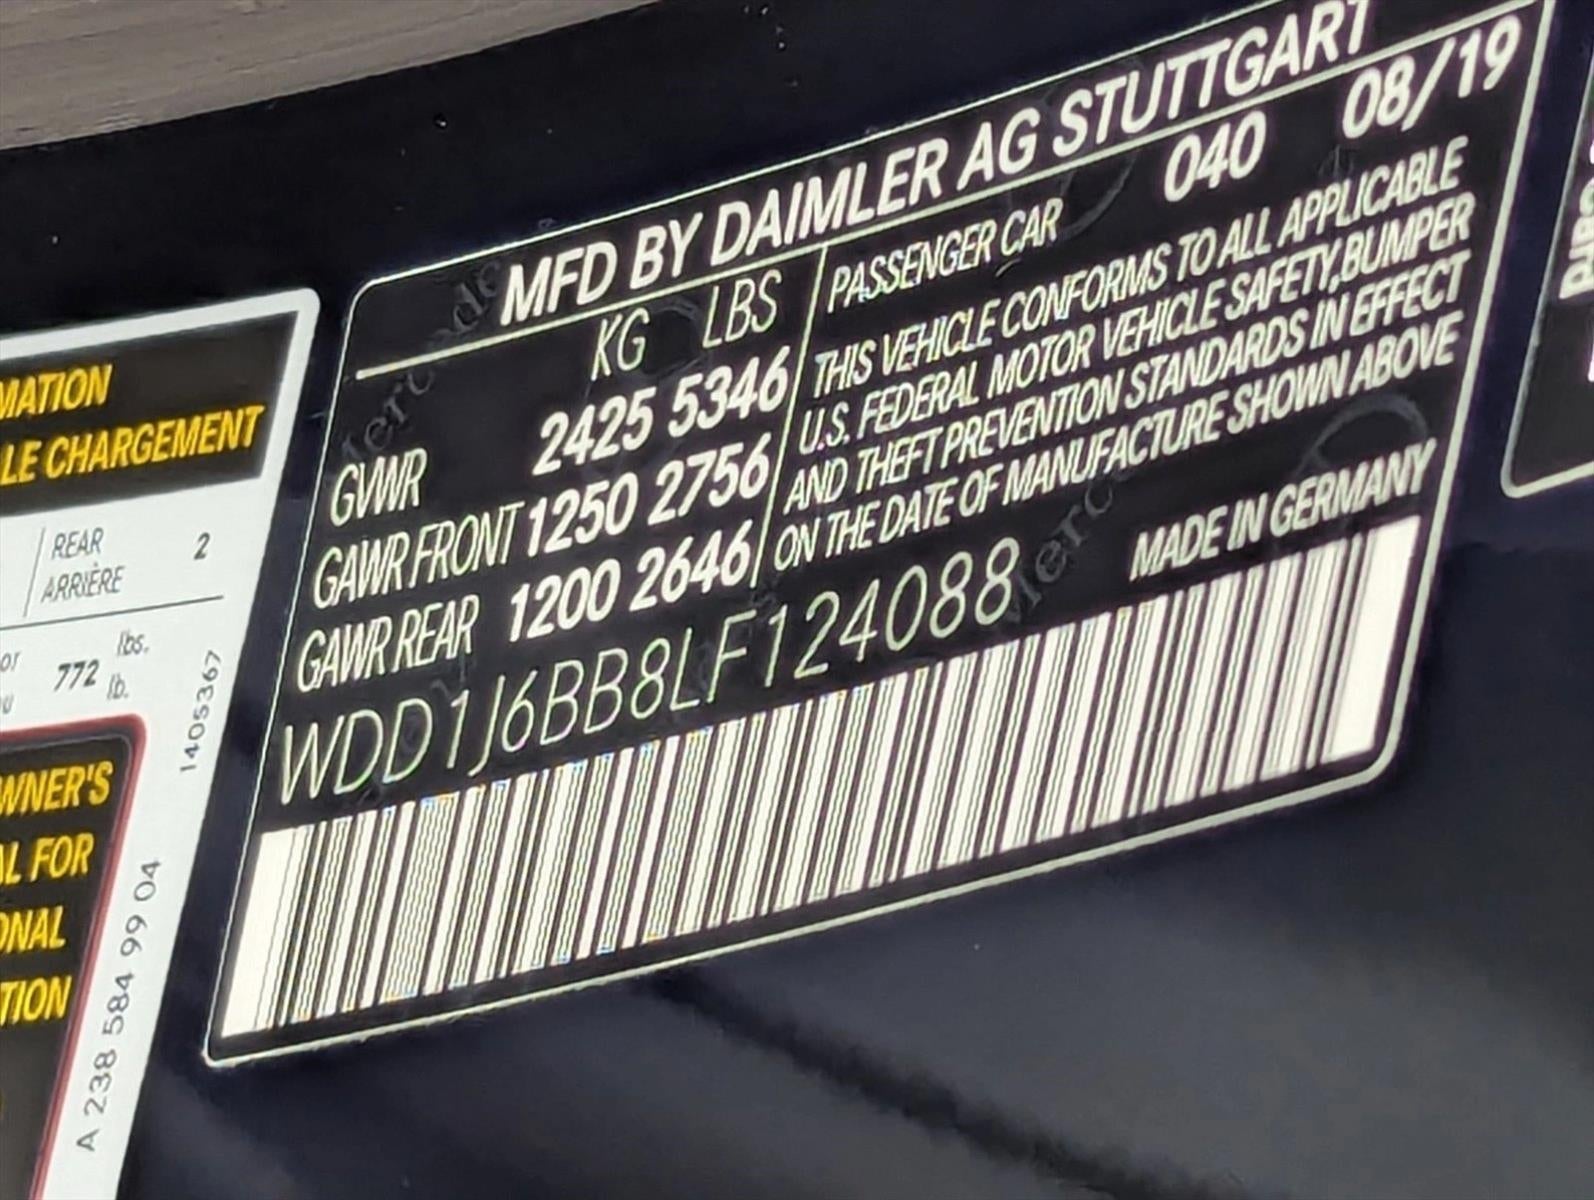 MFD BY DAIMLER AG STUTTGART
KG LBS
GVWR 2425 5346
GAWR FRONT 1250 2756
GAWR REAR 1200 2646
PASSENGER CAR 040 08/19
THIS VEHICLE CONFORMS TO ALL APPLICABLE
U.S. FEDERAL MOTOR VEHICLE SAFETY,BUMPER
AND THEFT PREVENTION STANDARDS IN EFFECT
ON THE DATE OF MANUFACTURE SHOWN ABOVE
WDD1J6BB8LF124088
MADE IN GERMANY
MATION
LE CHARGEMENT
REAR 2
ARRIÈRE
772 lbs.
lb.
1405367
WNER'S
AL FOR
ONAL
TION
A 238 584 99 04